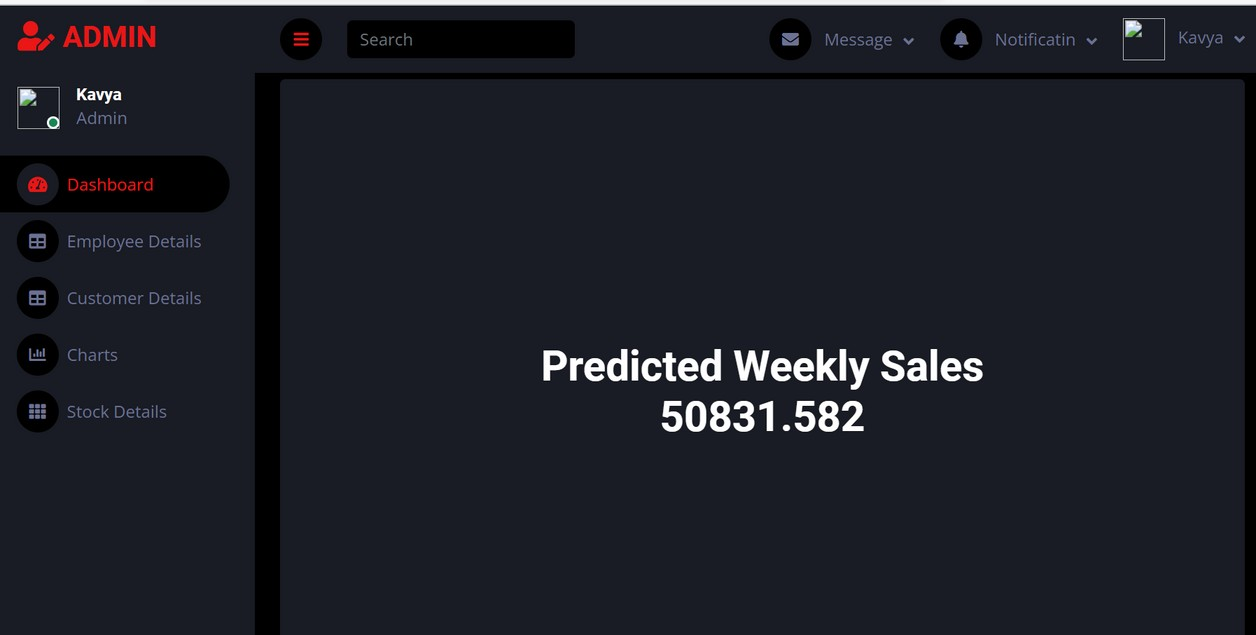 ADMIN
Search
Message
Notificatin
Kavya
Kavya
Admin
Dashboard
Employee Details
Customer Details
Charts
Stock Details
Predicted Weekly Sales
50831.582